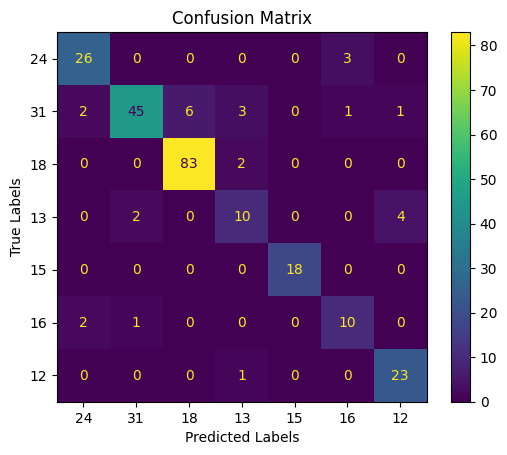 Confusion Matrix
24 26 0 0 0 0 3 0
31 2 45 6 3 0 1 1
18 0 0 83 2 0 0 0
13 0 2 0 10 0 0 4
15 0 0 0 0 18 0 0
16 2 1 0 0 0 10 0
12 0 0 0 1 0 0 23
24 31 18 13 15 16 12
Predicted Labels
True Labels
80
70
60
50
40
30
20
10
0